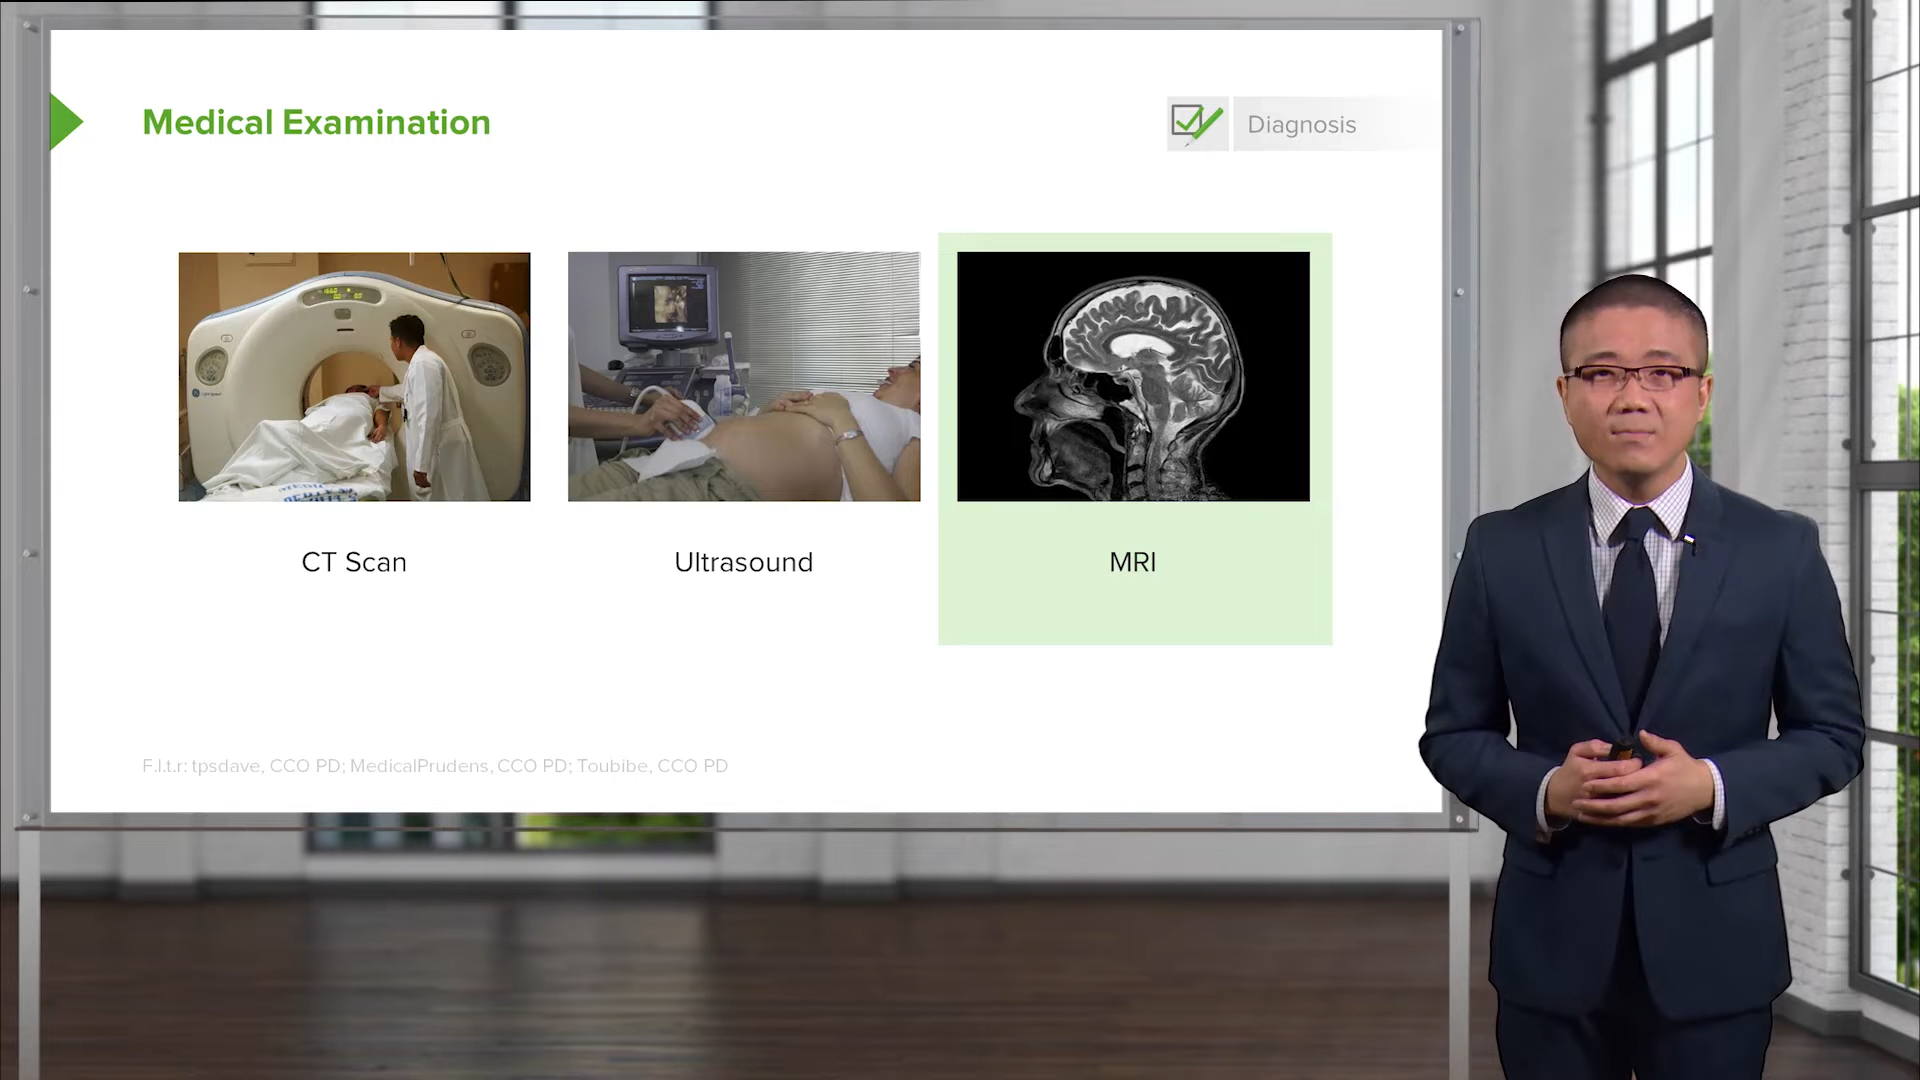 Medical Examination
Diagnosis
CT Scan
Ultrasound
MRI
F.l.t.r: tpsdave, CCO PD; MedicalPrudens, CCO PD; Toubibe, CCO PD